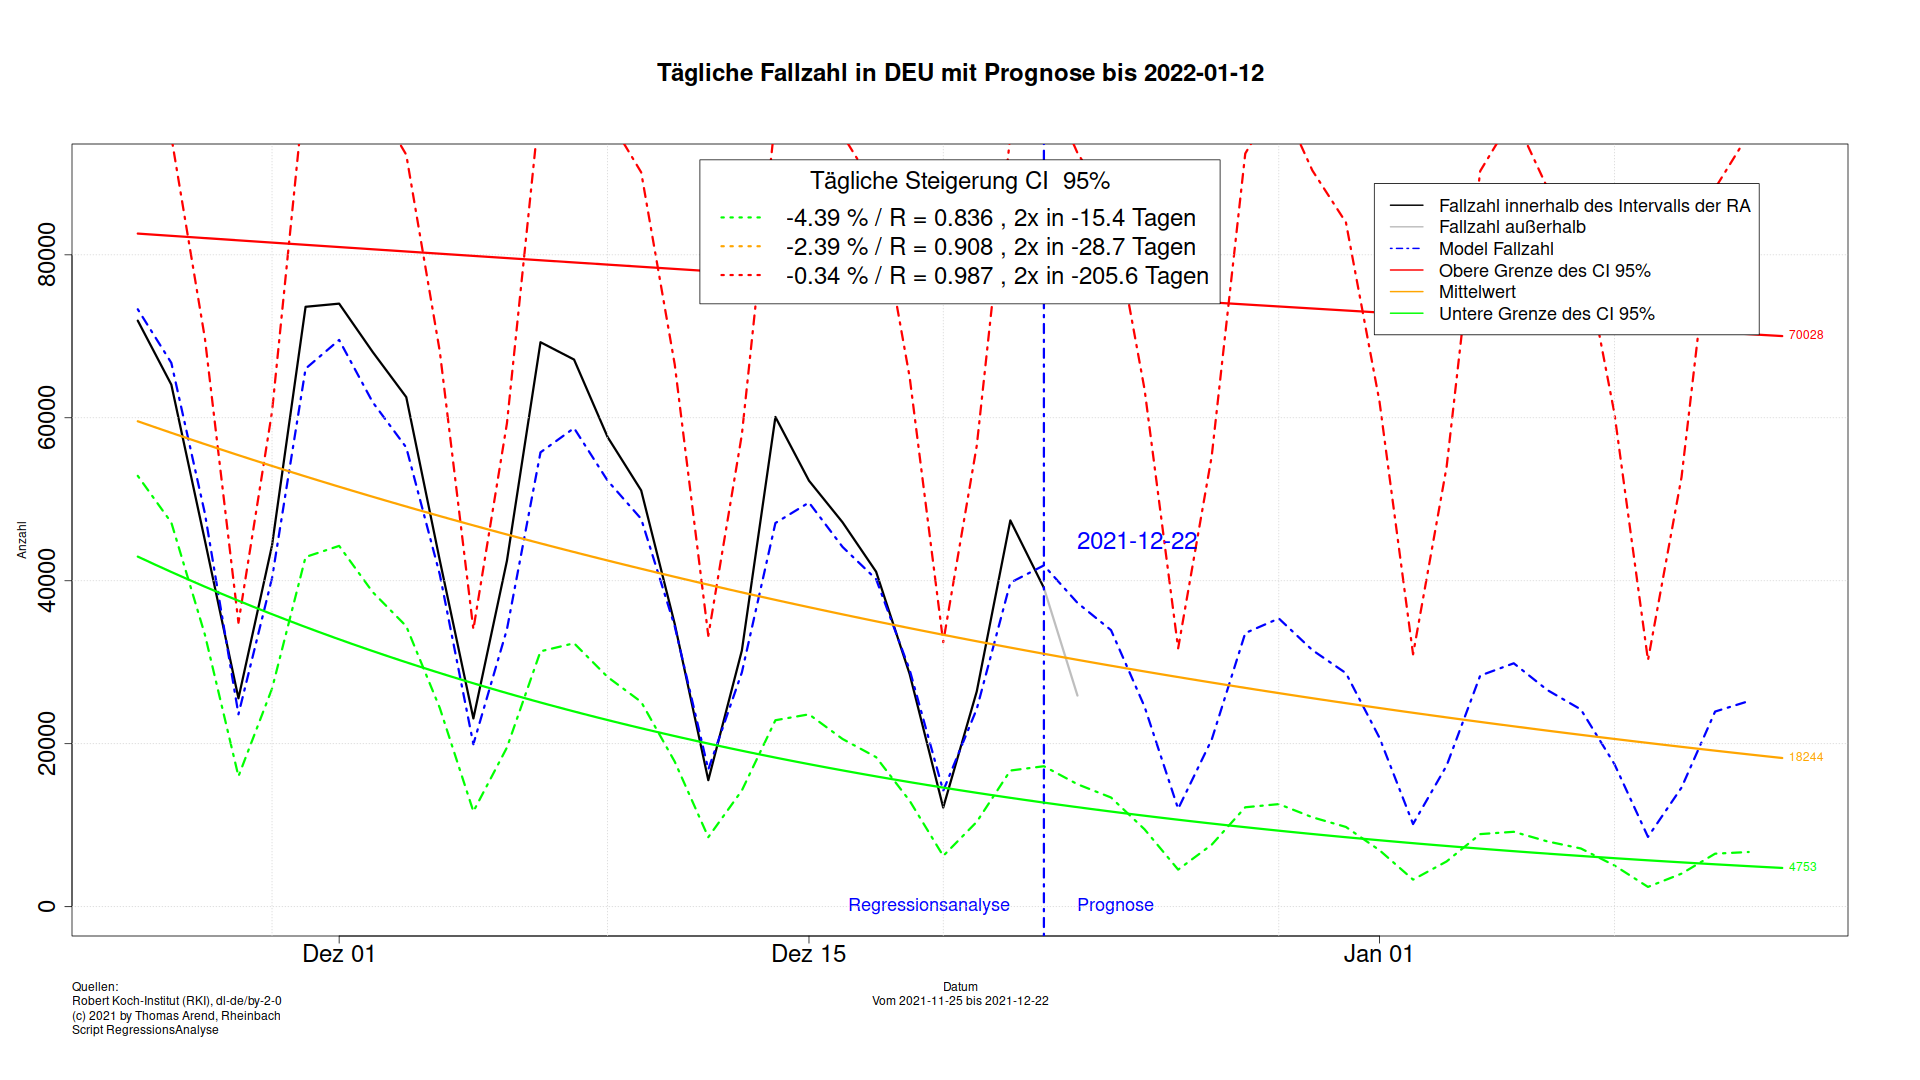 Tägliche Fallzahl in DEU mit Prognose bis 2022-01-12
Tägliche Steigerung CI 95%
-4.39 % / R = 0.836 , 2x in -15.4 Tagen
-2.39 % / R = 0.908 , 2x in -28.7 Tagen
-0.34 % / R = 0.987 , 2x in -205.6 Tagen
Fallzahl innerhalb des Intervalls der RA
Fallzahl außerhalb
Model Fallzahl
Obere Grenze des CI 95%
Mittelwert
Untere Grenze des CI 95%
80000
60000
40000
20000
0
Anzahl
70028
18244
4753
2021-12-22
Regressionsanalyse
Prognose
Dez 01
Dez 15
Jan 01
Datum
Vom 2021-11-25 bis 2021-12-22
Quellen:
Robert Koch-Institut (RKI), dl-de/by-2-0
(c) 2021 by Thomas Arend, Rheinbach
Script RegressionsAnalyse